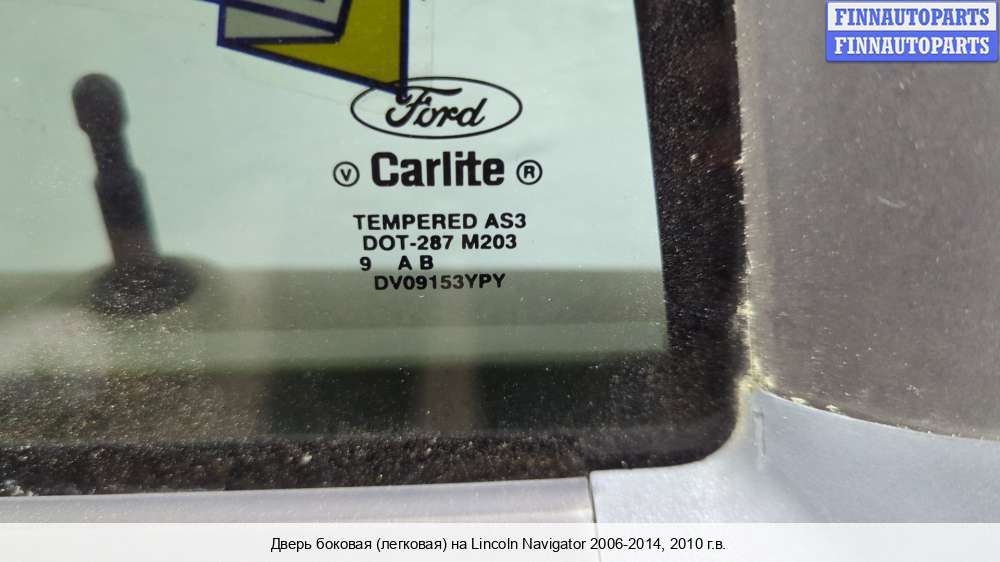 FINNAUTOPARTS
FINNAUTOPARTS
Ford
V Carlite ®
TEMPERED AS3
DOT-287 M203
9 A B
DV09153YPY
Дверь боковая (легковая) на Lincoln Navigator 2006-2014, 2010 г.в.